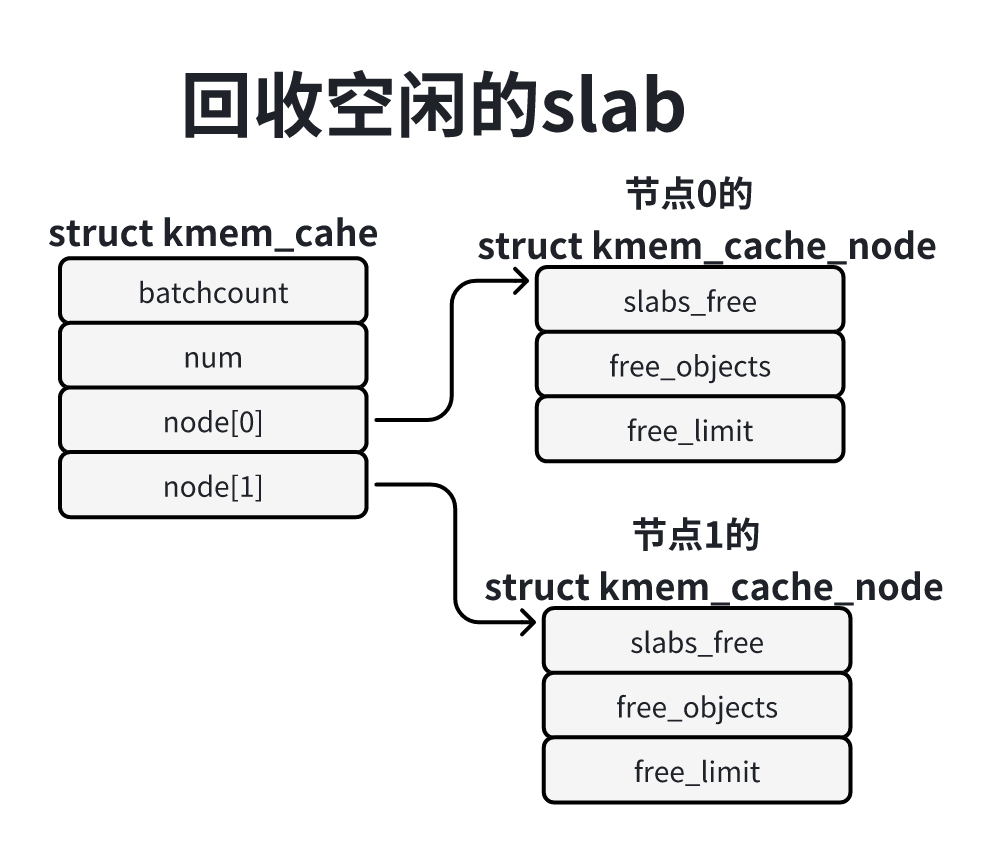 回收空闲的slab
struct kmem_cahe
batchcount
num
node[0]
node[1]
节点0的
struct kmem_cache_node
slabs_free
free_objects
free_limit
节点1的
struct kmem_cache_node
slabs_free
free_objects
free_limit